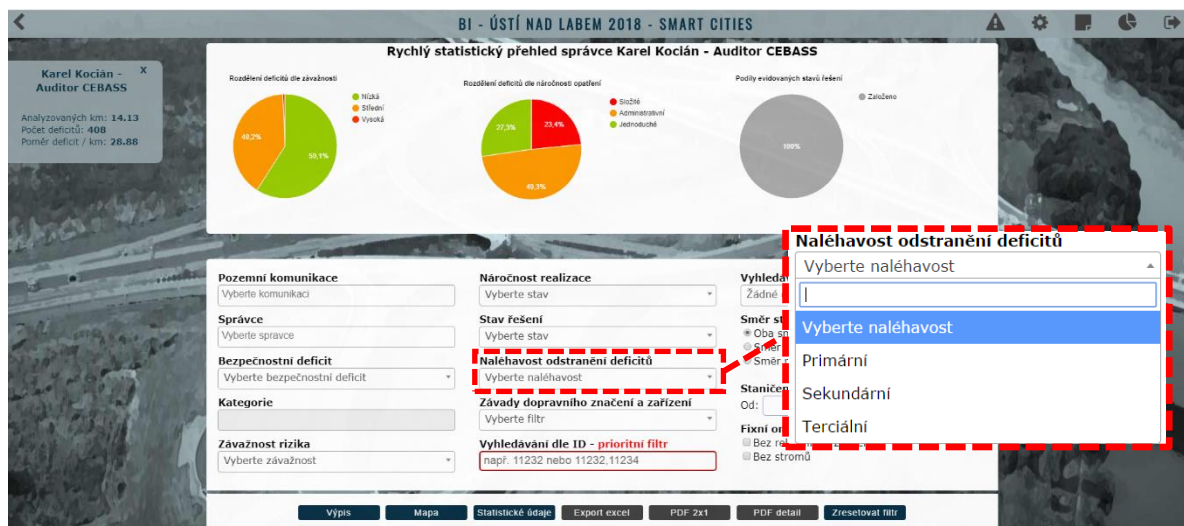 BI - ÚSTÍ NAD LABEM 2018 - SMART CITIES
Karel Kocián - Auditor CEBASS
X
Analyzovaných km: 14.13
Počet deficitů: 408
Poměr deficit / km: 28.88
Rychlý statistický přehled správce Karel Kocián - Auditor CEBASS
Rozdělení deficitů dle závažnosti
Nízká
Střední
Vysoká
40,2%
59,1%
Rozdělení deficitů dle náročnosti opatření
Složité
Administrativní
Jednoduché
27,3%
23,4%
49,3%
Podíly evidovaných stavů řešení
Založeno
100%
Pozemní komunikace
Vyberte komunikaci
Správce
Vyberte spravce
Bezpečnostní deficit
Vyberte bezpečnostní deficit
Kategorie
Závažnost rizika
Vyberte závažnost
Náročnost realizace
Vyberte stav
Stav řešení
Vyberte stav
Naléhavost odstranění deficitů
Vyberte naléhavost
Závady dopravního značení a zařízení
Vyberte filtr
Vyhledávání dle ID - prioritní filtr
např. 11232 nebo 11232,11234
Žádné
Oba
Směr
Směr
Od:
Bez
Bez stromů
Naléhavost odstranění deficitů
Vyberte naléhavost
Vyberte naléhavost
Primární
Sekundární
Terciální
Výpis
Mapa
Statistické údaje
Export excel
PDF 2x1
PDF detail
Zresetovat filtr